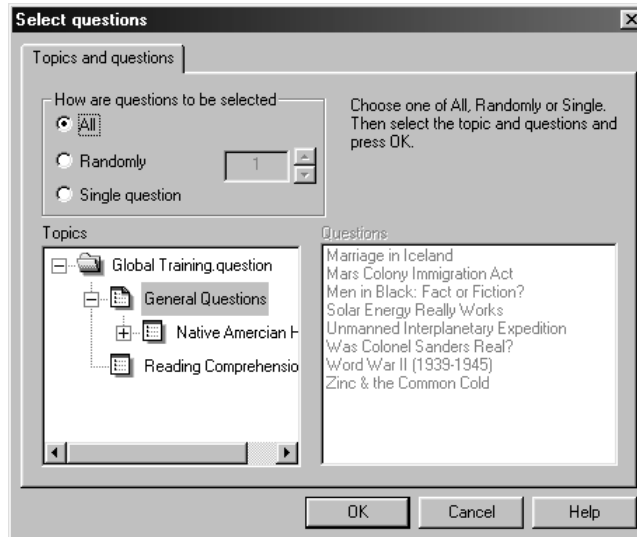 Select questions
Topics and questions
How are questions to be selected
All
Randomly
1
Single question
Choose one of All, Randomly or Single.
Then select the topic and questions and
press OK.
Topics
Global Training.question
General Questions
Native Amercian H
Reading Comprehensio
Questions
Marriage in Iceland
Mars Colony Immigration Act
Men in Black: Fact or Fiction?
Solar Energy Really Works
Unmanned Interplanetary Expedition
Was Colonel Sanders Real?
Word War II (1939-1945)
Zinc & the Common Cold
OK
Cancel
Help